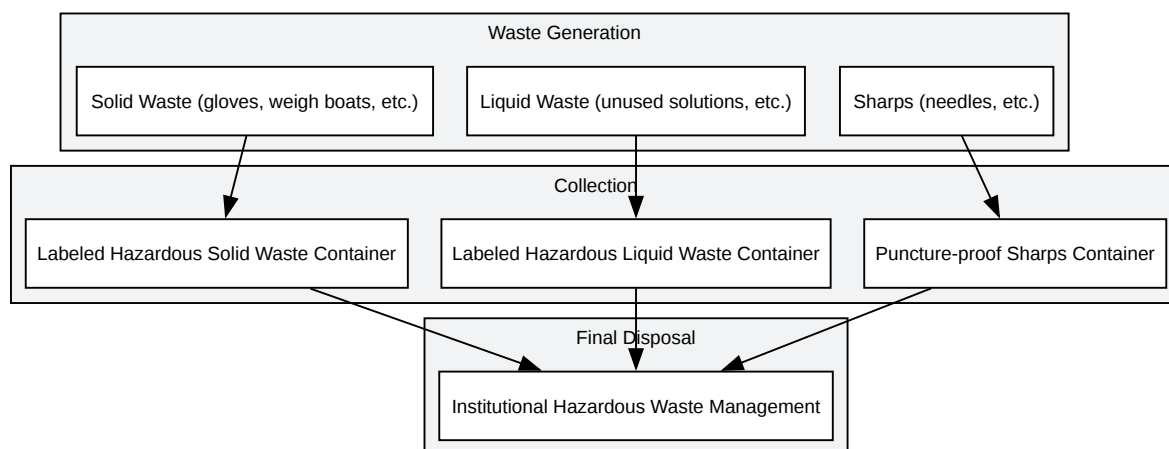 Waste Generation
Solid Waste (gloves, weigh boats, etc.)
Liquid Waste (unused solutions, etc.)
Sharps (needles, etc.)
Collection
Labeled Hazardous Solid Waste Container
Labeled Hazardous Liquid Waste Container
Puncture-proof Sharps Container
Final Disposal
Institutional Hazardous Waste Management